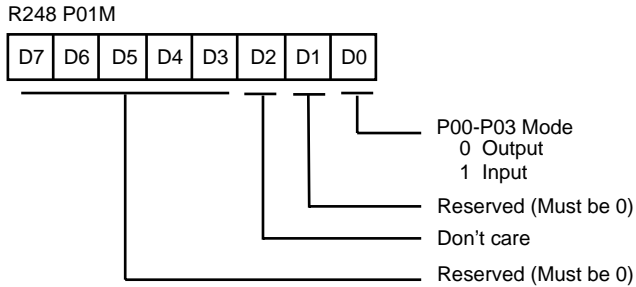 R248 P01M
D7 D6 D5 D4 D3 D2 D1 D0
P00-P03 Mode
0 Output
1 Input
Reserved (Must be 0)
Don't care
Reserved (Must be 0)